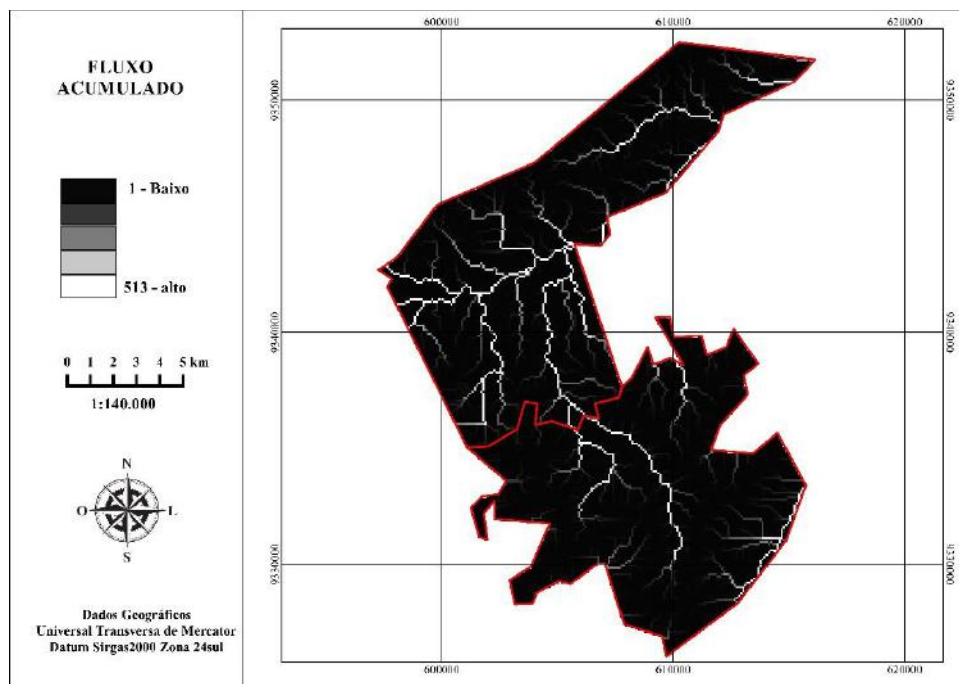 FLUXO
ACUMULADO
1 - Baixo
513 - alto
0 1 2 3 4 5 km
1:140.000
N
O
L
S
Dados Geográficos
Universal Transversa de Mercator
Datum Sirgas2000 Zona 24sul
600000 610000 620000
9350000 9350000
9340000 9340000
9330000 9330000
600000 610000 620000